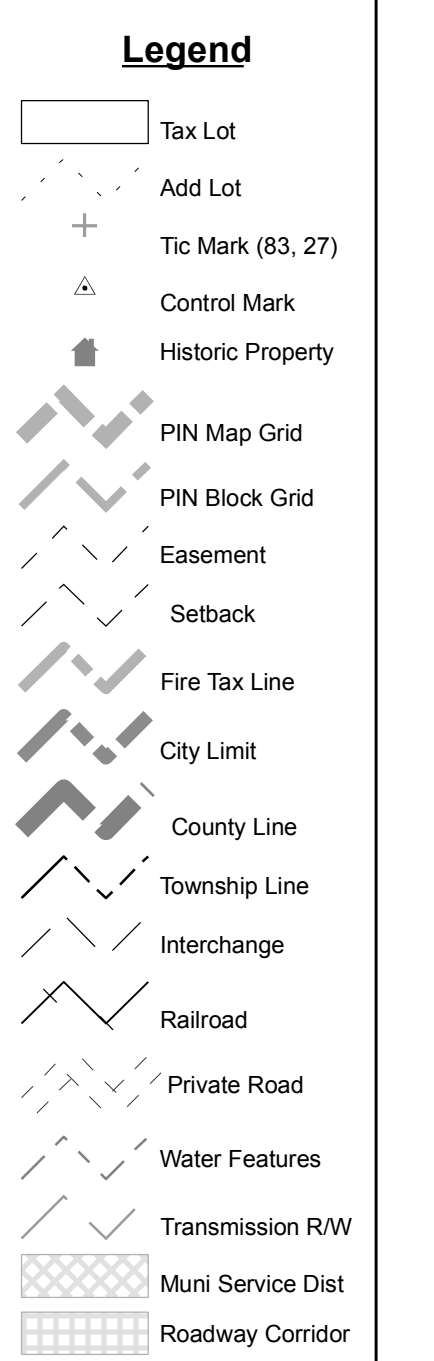 Legend
Tax Lot
Add Lot
Tic Mark (83, 27)
Control Mark
Historic Property
PIN Map Grid
PIN Block Grid
Easement
Setback
Fire Tax Line
City Limit
County Line
Township Line
Interchange
Railroad
Private Road
Water Features
Transmission R/W
Muni Service Dist
Roadway Corridor